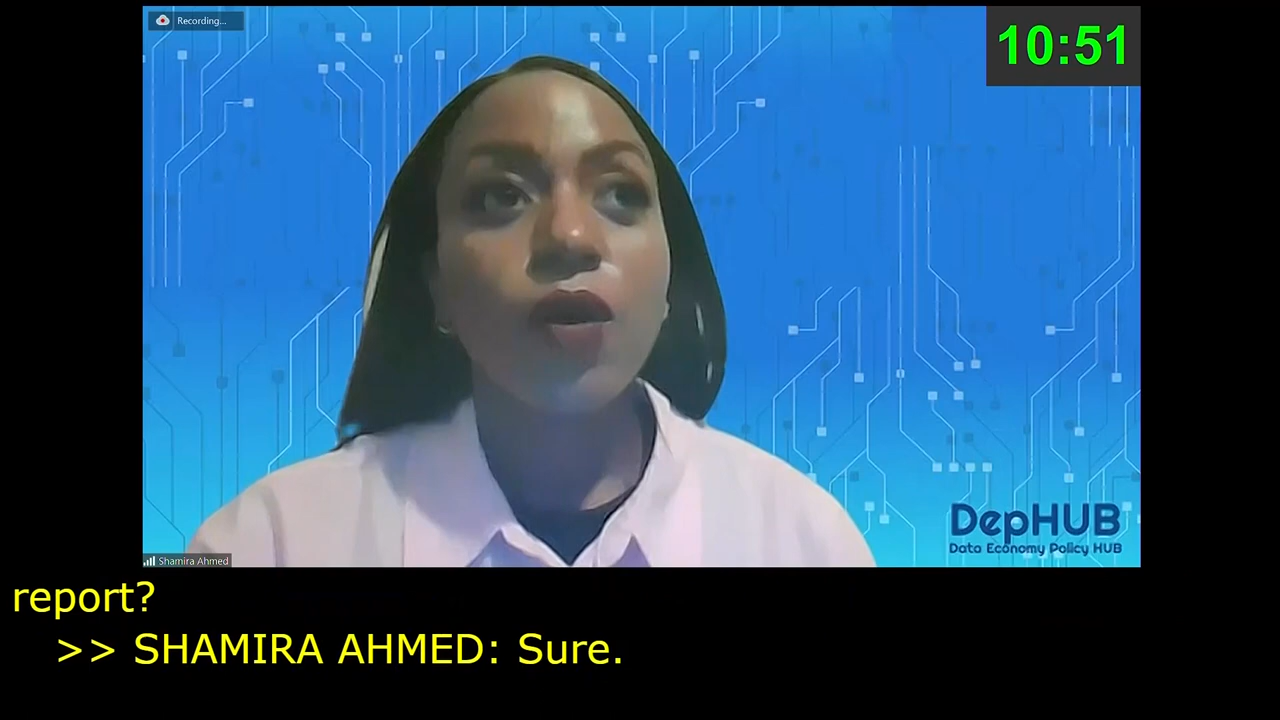 Recording...
10:51
DepHUB
Data Economy Policy HUB
Shamira Ahmed
report?
>> SHAMIRA AHMED: Sure.